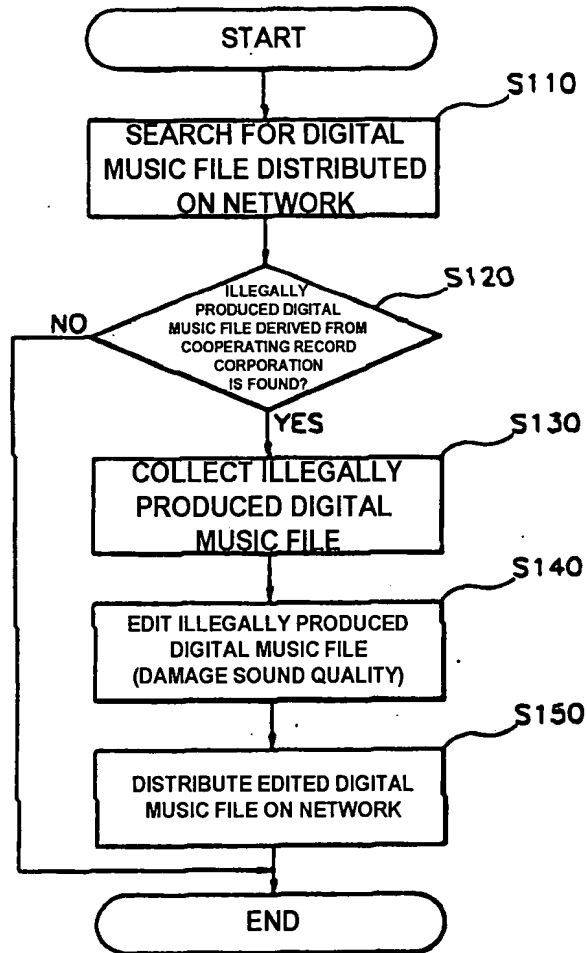 START
S110
SEARCH FOR DIGITAL
MUSIC FILE DISTRIBUTED
ON NETWORK
S120
ILLEGALLY
PRODUCED DIGITAL
MUSIC FILE DERIVED FROM
COOPERATING RECORD
CORPORATION
IS FOUND?
NO
YES
S130
COLLECT ILLEGALLY
PRODUCED DIGITAL
MUSIC FILE
S140
EDIT ILLEGALLY PRODUCED
DIGITAL MUSIC FILE
(DAMAGE SOUND QUALITY)
S150
DISTRIBUTE EDITED DIGITAL
MUSIC FILE ON NETWORK
END